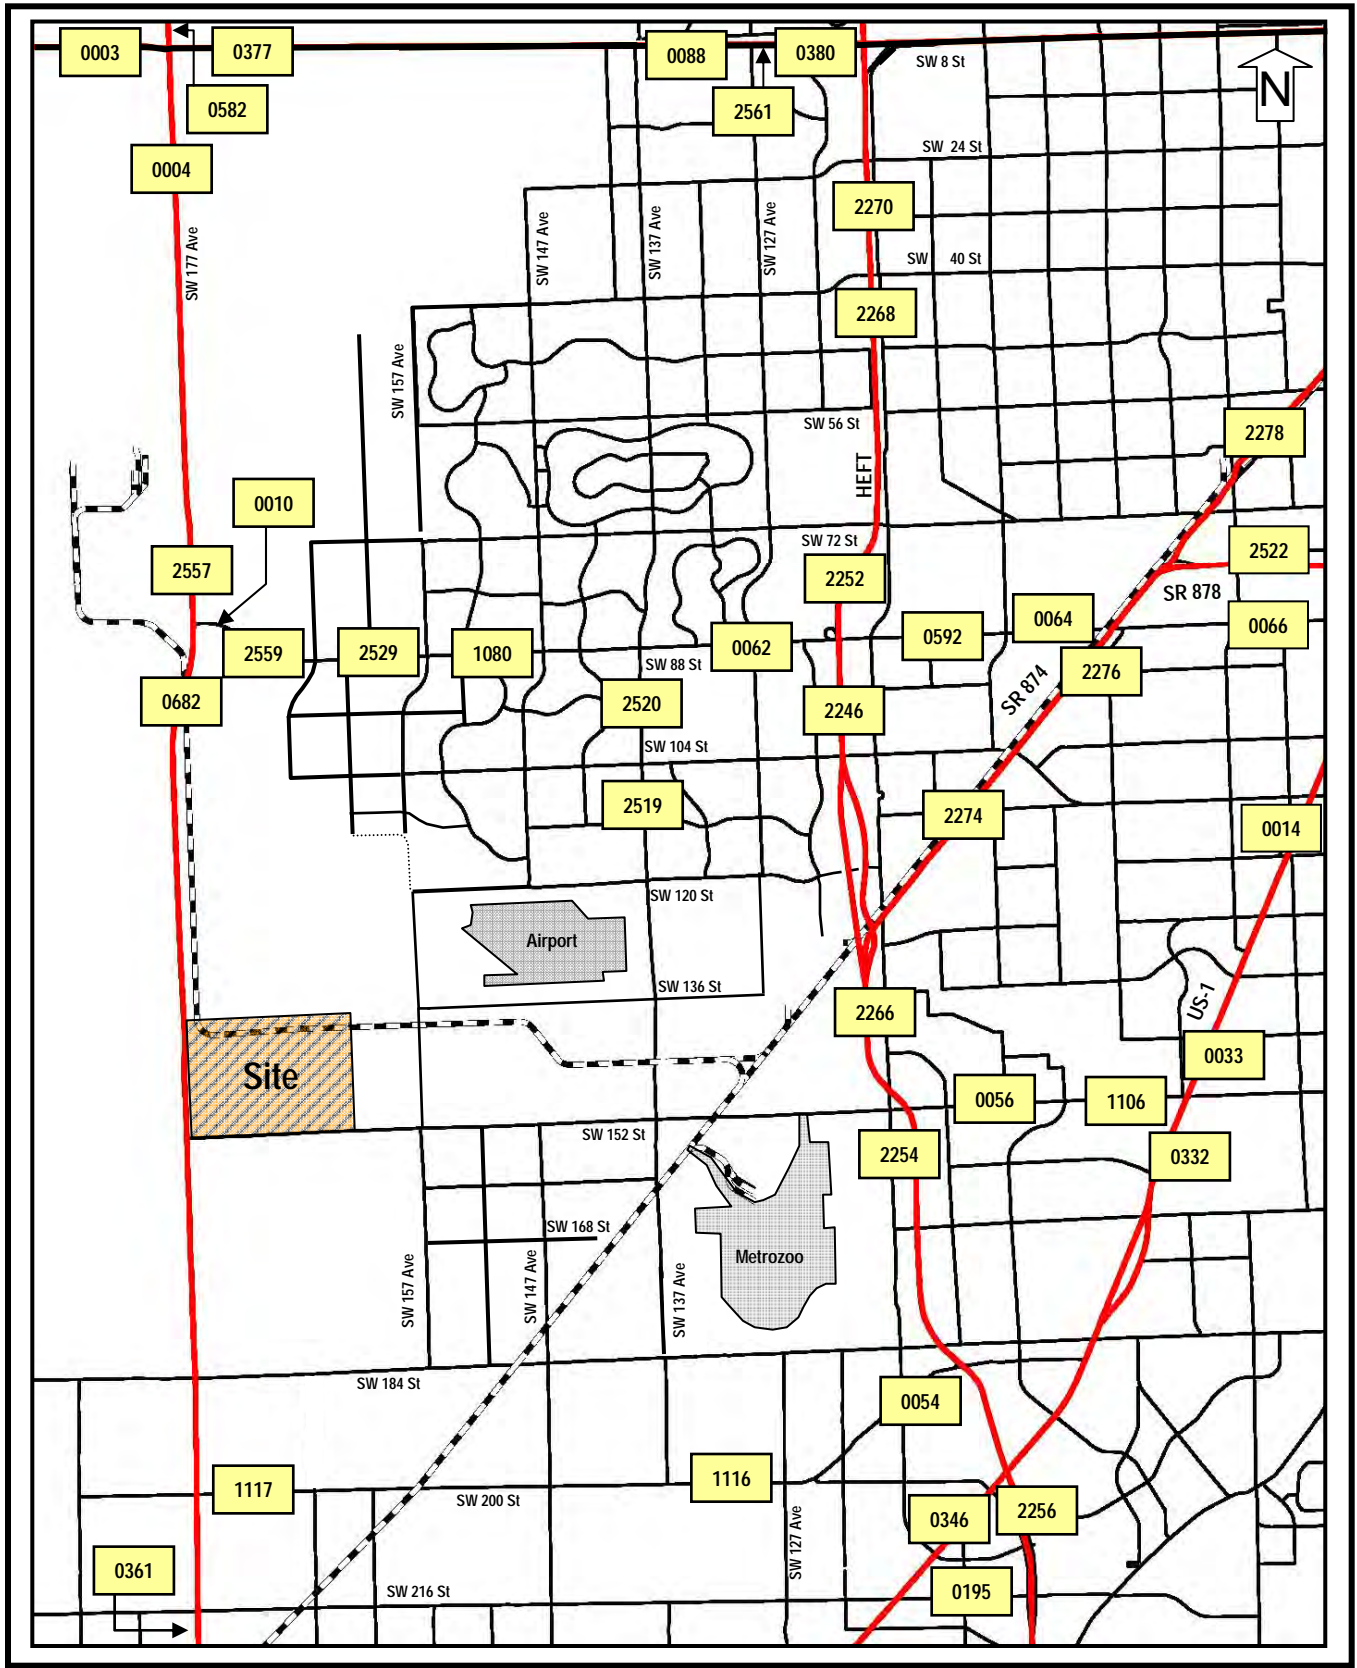 0003
0377
0088
0380
SW 8 St
N
0582
2561
0004
SW 24 St
2270
SW 177 Ave
SW 147 Ave
SW 137 Ave
SW 127 Ave
SW 40 St
2268
SW 157 Ave
SW 56 St
2278
HEFT
0010
SW 72 St
2522
2557
2252
SR 878
0064
0592
0066
2559
2529
1080
0062
SW 88 St
2276
0682
2520
2246
SR 874
SW 104 St
2519
2274
0014
SW 120 St
Airport
SW 136 St
US-1
2266
0033
Site
0056
1106
SW 152 St
2254
0332
SW 168 St
Metrozoo
SW 157 Ave
SW 147 Ave
SW 137 Ave
SW 184 St
0054
1117
1116
SW 200 St
2256
0346
SW 127 Ave
0361
SW 216 St
0195